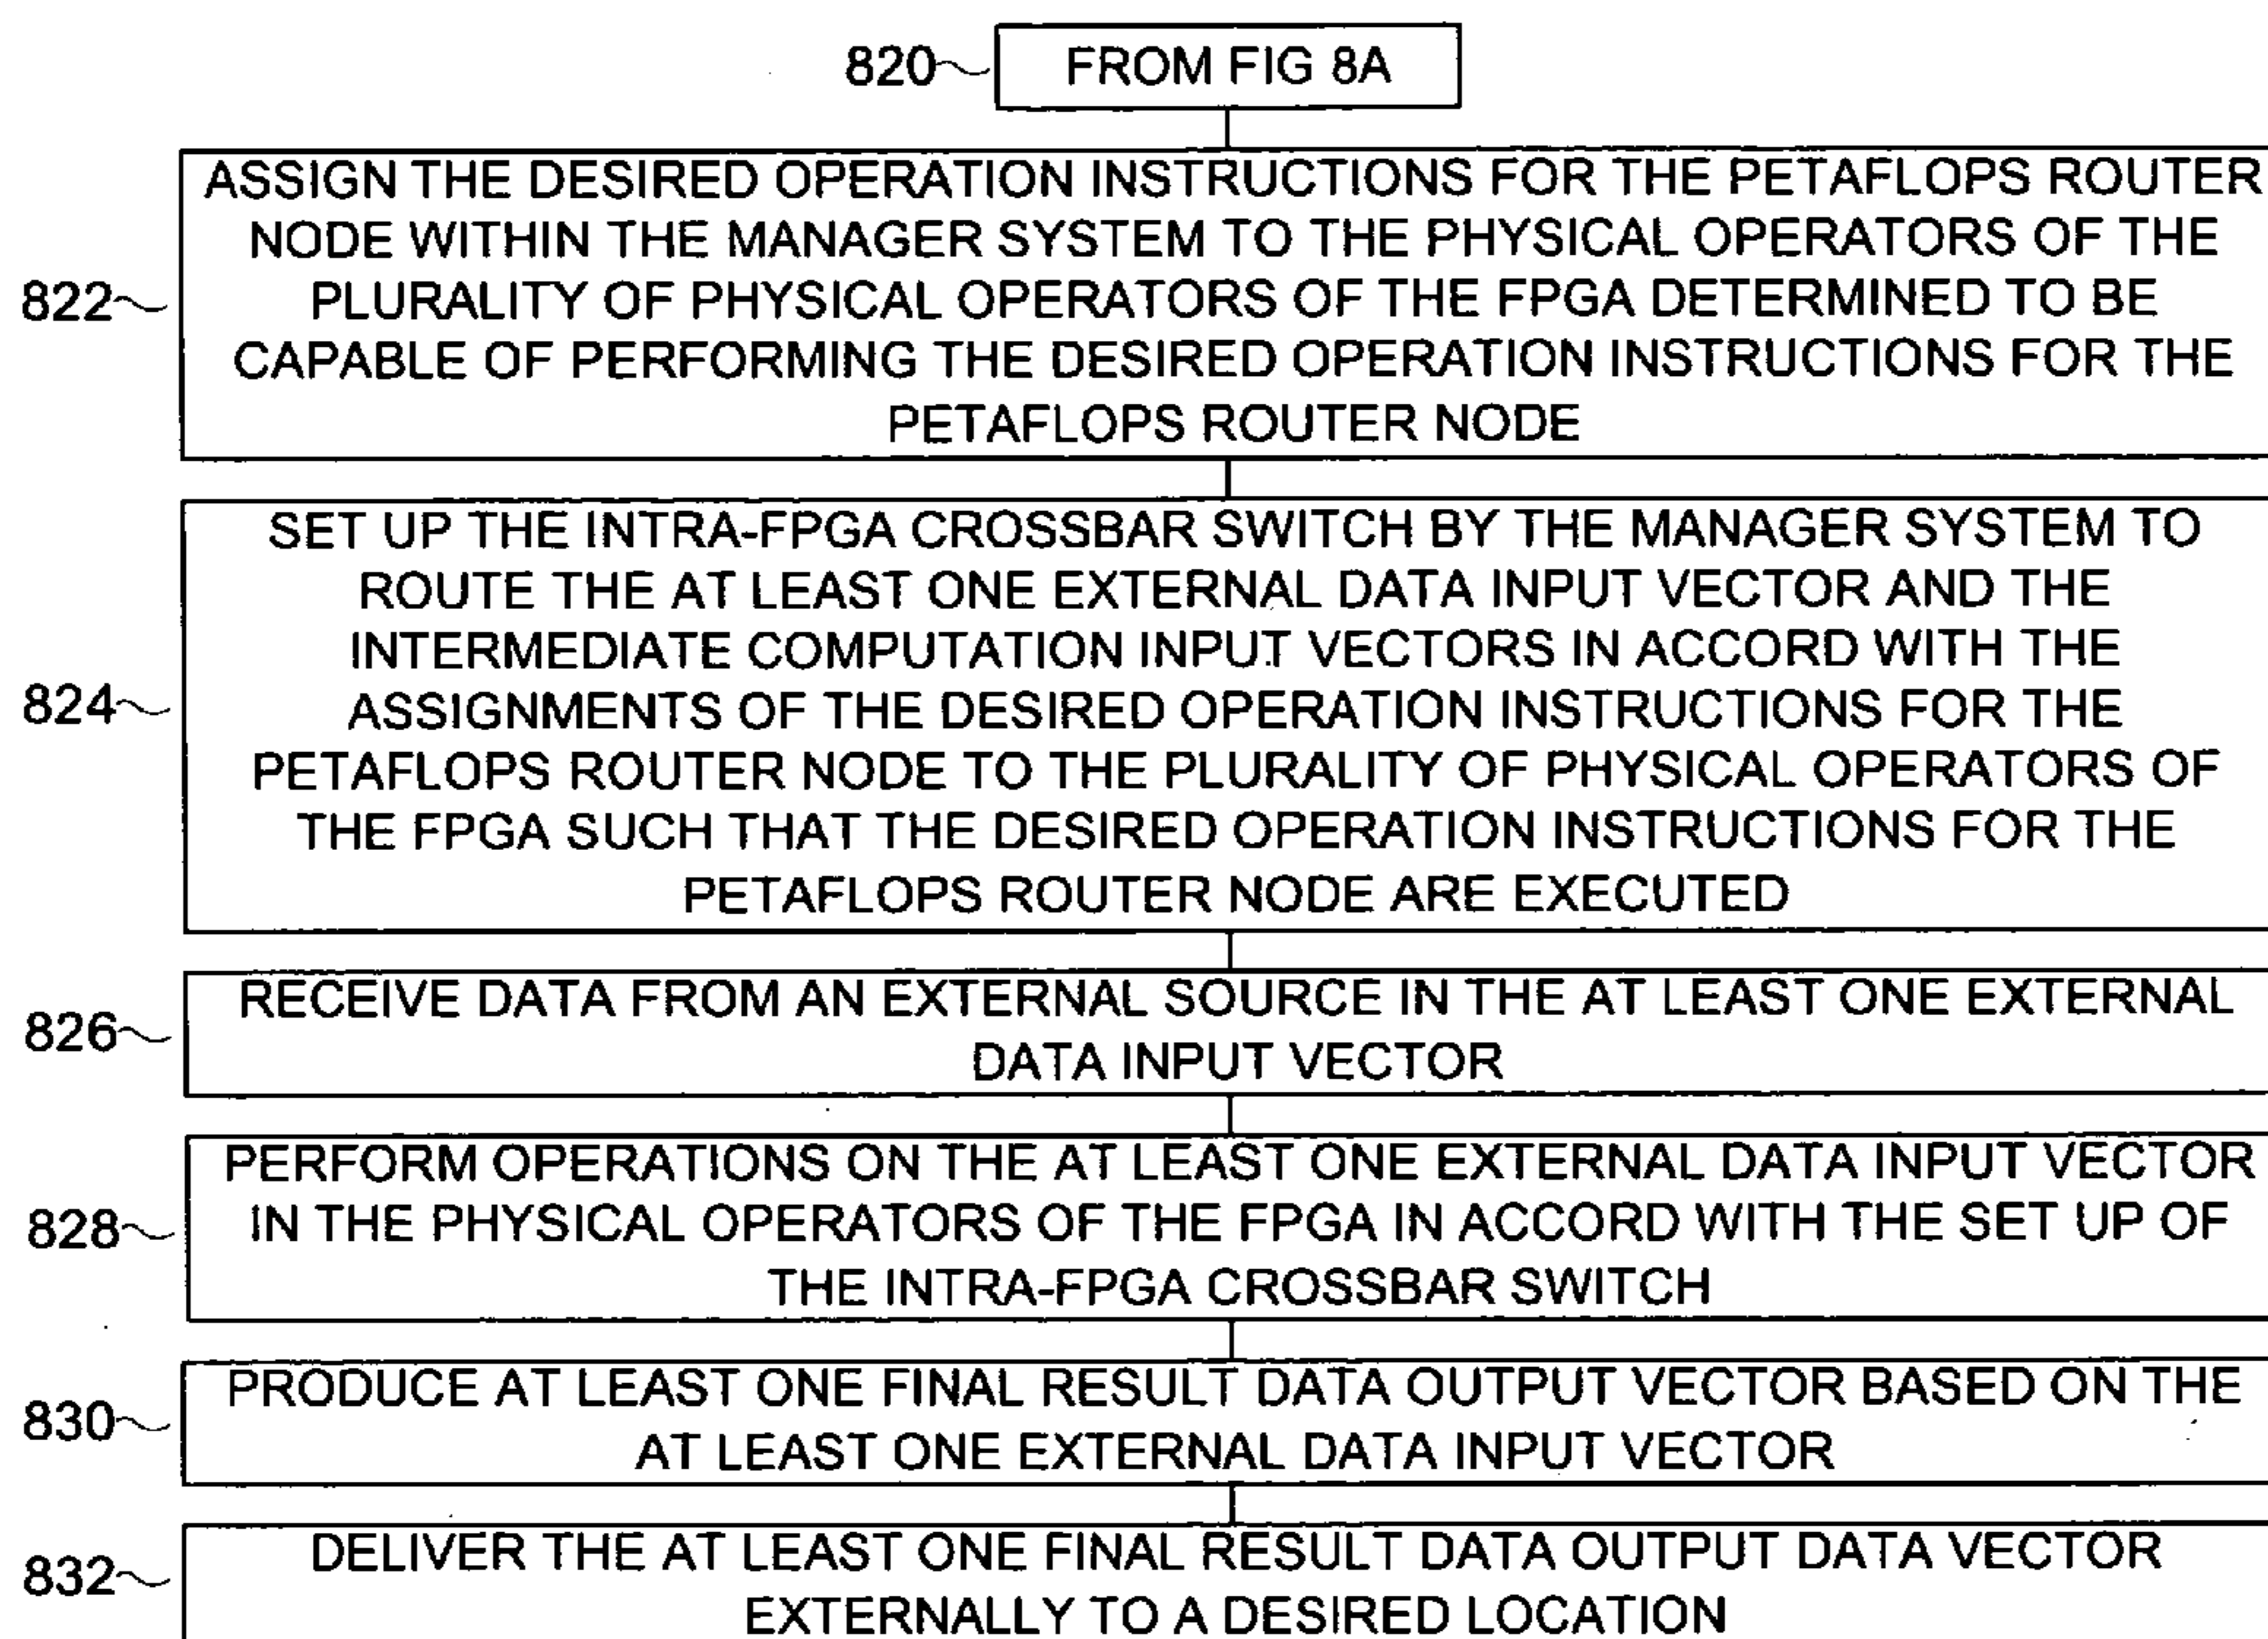 820 FROM FIG 8A
ASSIGN THE DESIRED OPERATION INSTRUCTIONS FOR THE PETAFLOPS ROUTER
NODE WITHIN THE MANAGER SYSTEM TO THE PHYSICAL OPERATORS OF THE
822 PLURALITY OF PHYSICAL OPERATORS OF THE FPGA DETERMINED TO BE
CAPABLE OF PERFORMING THE DESIRED OPERATION INSTRUCTIONS FOR THE
PETAFLOPS ROUTER NODE
SET UP THE INTRA-FPGA CROSSBAR SWITCH BY THE MANAGER SYSTEM TO
ROUTE THE AT LEAST ONE EXTERNAL DATA INPUT VECTOR AND THE
INTERMEDIATE COMPUTATION INPUT VECTORS IN ACCORD WITH THE
824 ASSIGNMENTS OF THE DESIRED OPERATION INSTRUCTIONS FOR THE
PETAFLOPS ROUTER NODE TO THE PLURALITY OF PHYSICAL OPERATORS OF
THE FPGA SUCH THAT THE DESIRED OPERATION INSTRUCTIONS FOR THE
PETAFLOPS ROUTER NODE ARE EXECUTED
826 RECEIVE DATA FROM AN EXTERNAL SOURCE IN THE AT LEAST ONE EXTERNAL
DATA INPUT VECTOR
PERFORM OPERATIONS ON THE AT LEAST ONE EXTERNAL DATA INPUT VECTOR
828 IN THE PHYSICAL OPERATORS OF THE FPGA IN ACCORD WITH THE SET UP OF
THE INTRA-FPGA CROSSBAR SWITCH
830 PRODUCE AT LEAST ONE FINAL RESULT DATA OUTPUT VECTOR BASED ON THE
AT LEAST ONE EXTERNAL DATA INPUT VECTOR
832 DELIVER THE AT LEAST ONE FINAL RESULT DATA OUTPUT DATA VECTOR
EXTERNALLY TO A DESIRED LOCATION